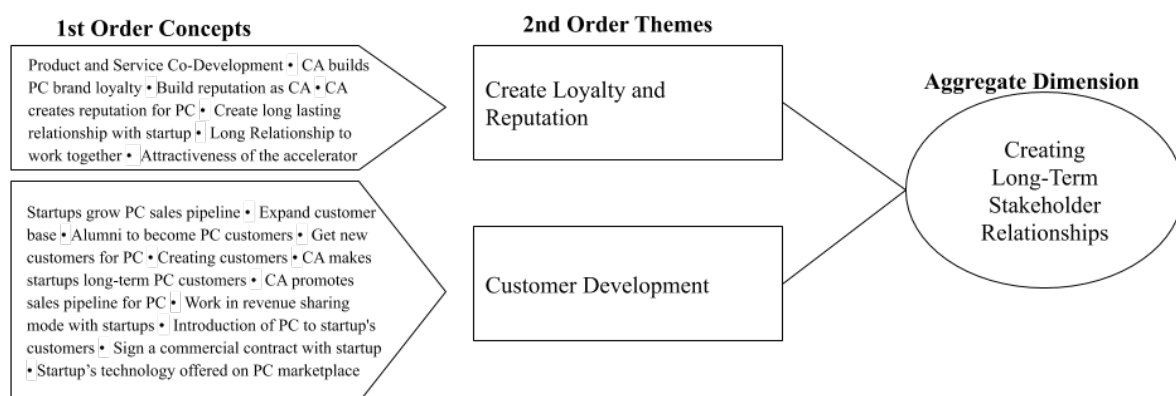 1st Order Concepts
Product and Service Co-Development • CA builds
PC brand loyalty • Build reputation as CA • CA
creates reputation for PC • Create long lasting
relationship with startup • Long Relationship to
work together • Attractiveness of the accelerator
Startups grow PC sales pipeline • Expand customer
base • Alumni to become PC customers • Get new
customers for PC • Creating customers • CA makes
startups long-term PC customers • CA promotes
sales pipeline for PC • Work in revenue sharing
mode with startups • Introduction of PC to startup's
customers • Sign a commercial contract with startup
• Startup’s technology offered on PC marketplace
2nd Order Themes
Create Loyalty and
Reputation
Customer Development
Aggregate Dimension
Creating
Long-Term
Stakeholder
Relationships